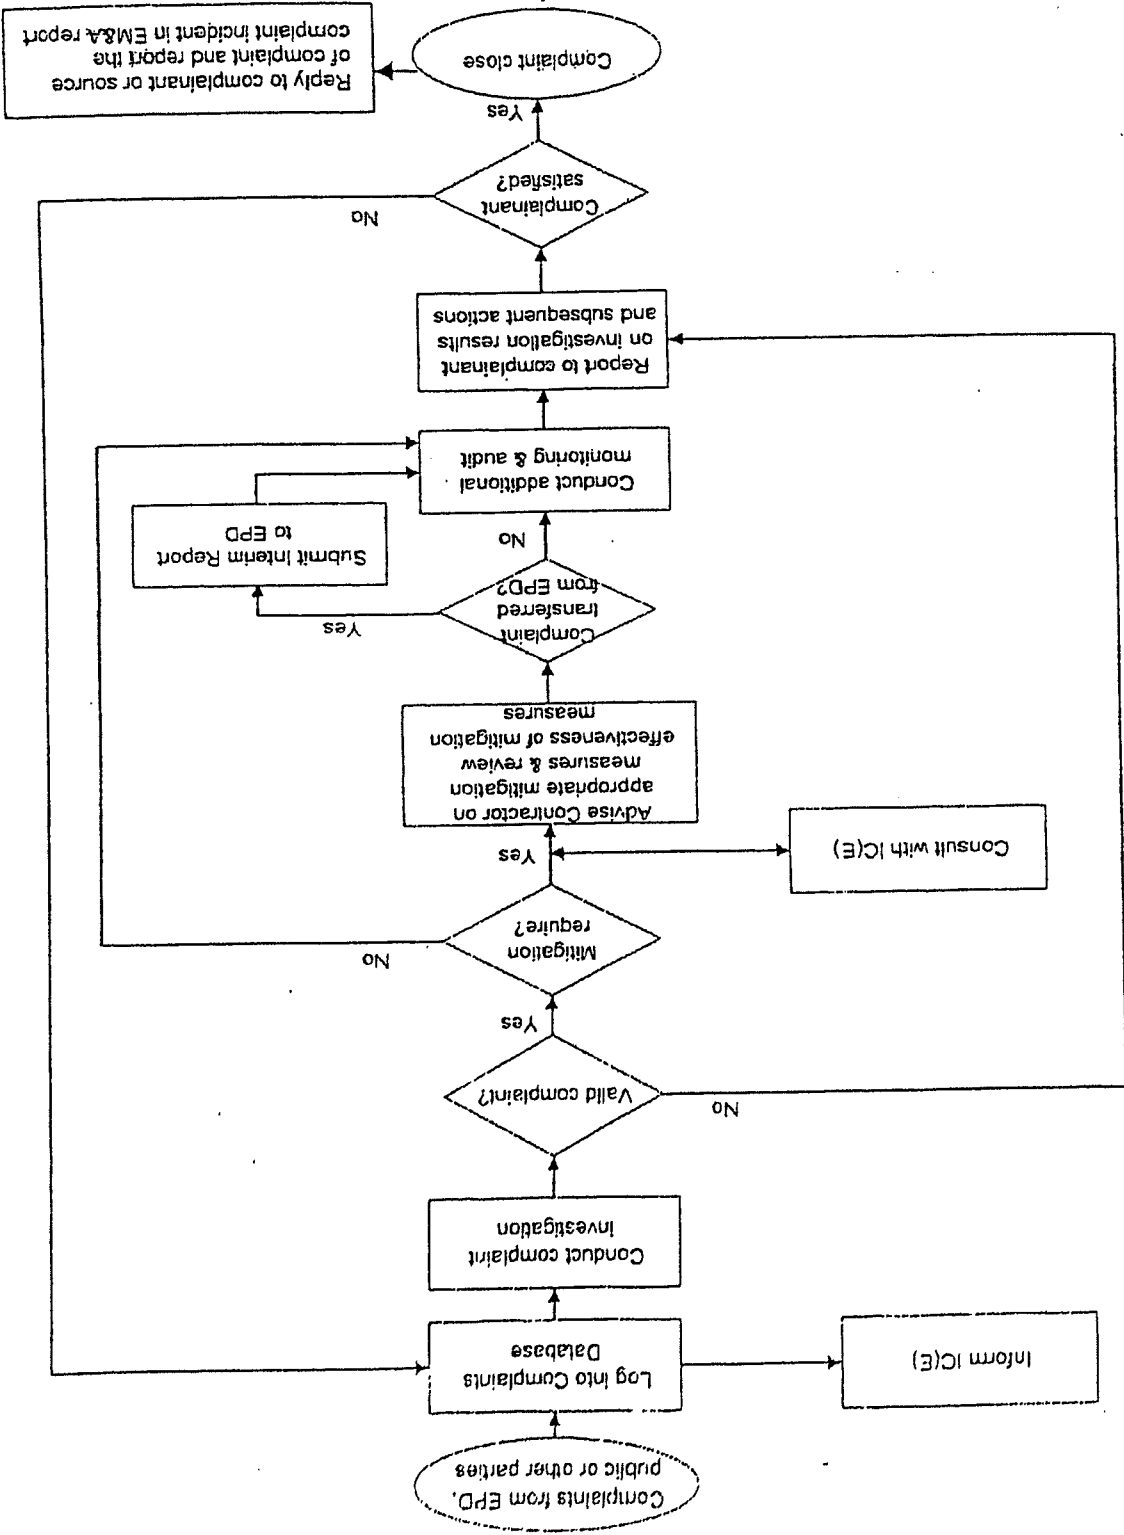 Complaints from EPD,
public or other parties
Log into Complaints
Database
Inform IC(E)
Conduct complaint
Investigation
Valid complaint?
No
Yes
Mitigation
require?
No
Yes
Consult with IC(E)
Advise Contractor on
appropriate mitigation
measures & review
effectiveness of mitigation
measures
Complaint
transferred
from EPD?
Yes
No
Submit Interim Report
to EPD
Conduct additional
monitoring & audit
Report to complainant
on investigation results
and subsequent actions
Complainant
satisfied?
No
Yes
Complaint close
Reply to complainant or source
of complaint and report the
complaint incident in EM&A report